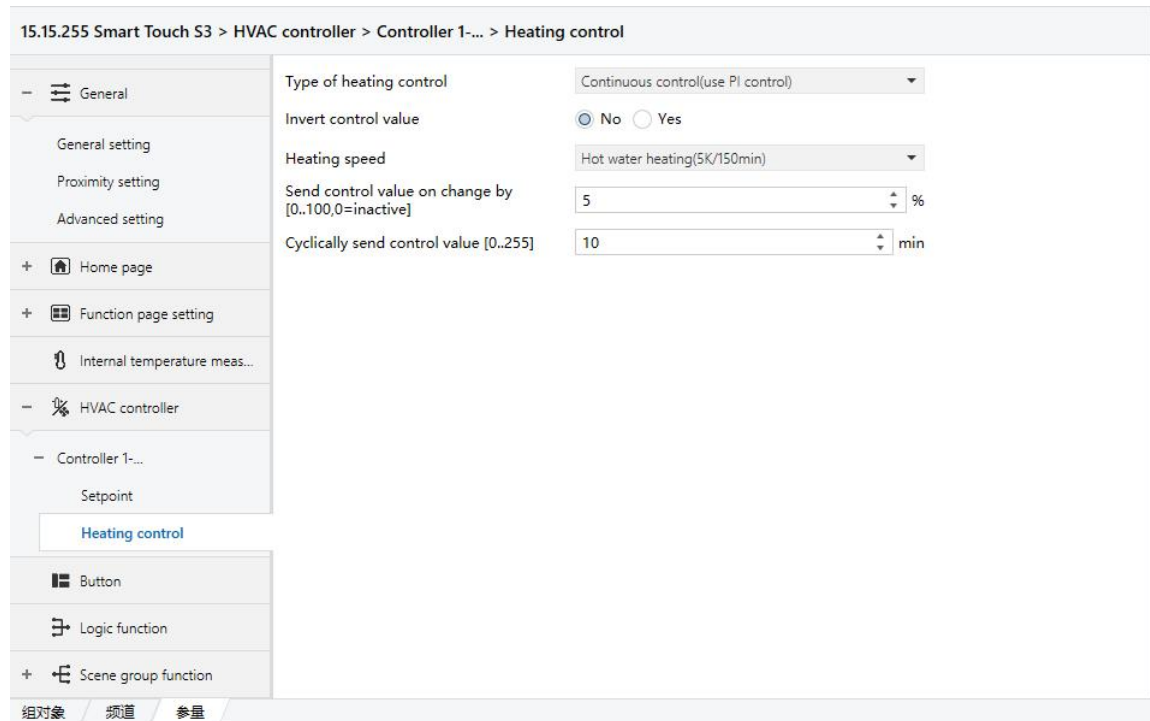 15.15.255 Smart Touch S3 > HVAC controller > Controller 1-... > Heating control
General
General setting
Proximity setting
Advanced setting
Home page
Function page setting
Internal temperature meas...
HVAC controller
Controller 1-...
Setpoint
Heating control
Button
Logic function
Scene group function
Type of heating control
Continuous control(use PI control)
Invert control value
No Yes
Heating speed
Hot water heating(5K/150min)
Send control value on change by
[0..100,0=inactive]
5 %
Cyclically send control value [0..255]
10 min
组对象 频道 参量